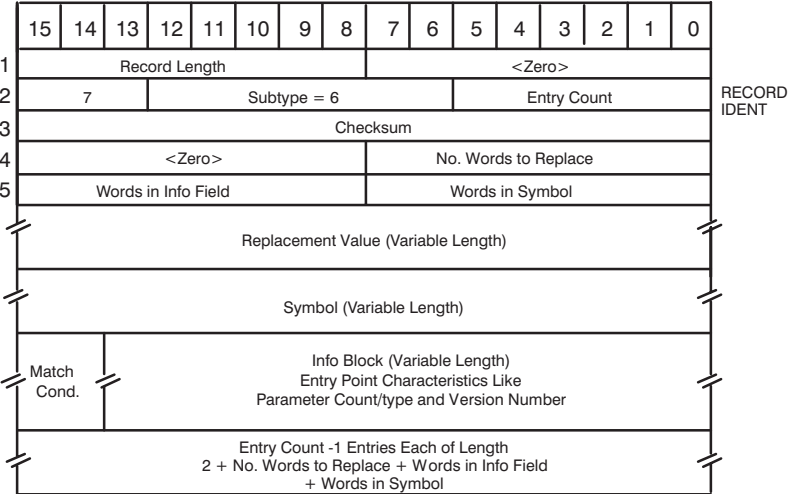 15 14 13 12 11 10 9 8 7 6 5 4 3 2 1 0
1 Record Length <Zero>
2 7 Subtype = 6 Entry Count RECORD
IDENT
3 Checksum
4 <Zero> No. Words to Replace
5 Words in Info Field Words in Symbol
Replacement Value (Variable Length)
Symbol (Variable Length)
Match
Cond.
Info Block (Variable Length)
Entry Point Characteristics Like
Parameter Count/type and Version Number
Entry Count -1 Entries Each of Length
2 + No. Words to Replace + Words in Info Field
+ Words in Symbol